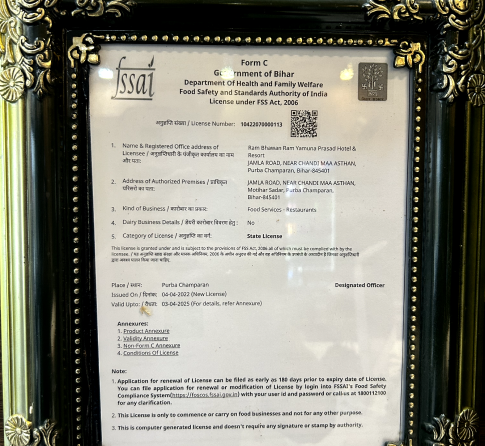 fssai
Form C
Government of Bihar
Department Of Health and Family Welfare
Food Safety and Standards Authority of India
License under FSS Act, 2006
अनुज्ञप्ति संख्या / License Number: 10422070000113
1. Name & Registered Office address of Ram Bhawan Ram Yamuna Prasad Hotel &
Licensee / अनुज्ञप्तिधारी के पंजीकृत कार्यालय का नाम Resort
और पता: JAMLA ROAD, NEAR CHANDI MAA ASTHAN,
Purba Champaran, Bihar-845401
2. Address of Authorized Premises / प्राधिकृत JAMLA ROAD, NEAR CHANDI MAA ASTHAN,
परिसरों का पता: Motihar Sadar, Purba Champaran,
Bihar-845401
3. Kind of Business / कारोबार का प्रकार: Food Services - Restaurants
4. Dairy Business Details / डेयरी कारोबार विवरण हेतु: No
5. Category of License / अनुज्ञप्ति का वर्ग: State License
This license is granted under and is subject to the provisions of FSS Act, 2006 all of which must be complied with by the
licensee. /
Place / स्थान: Purba Champaran Designated Officer
Issued On / दिनांक: 04-04-2022 (New License)
Valid Upto: / वैधता: 03-04-2025 (For details, refer Annexure)
Annexures:
1. Product Annexure
2. Validity Annexure
3. Non-Form C Annexure
4. Conditions Of License
Note:
1. Application for renewal of License can be filed as early as 180 days prior to expiry date of License.
You can file application for renewal or modification of License by login into FSSAI's Food Safety
Compliance System(https://foscos.fssai.gov.in) with your user id and password or call us at 1800112100
for any clarification.
2. This License is only to commence or carry on food businesses and not for any other purpose.
3. This is computer generated license and doesn't require any signature or stamp by authority.